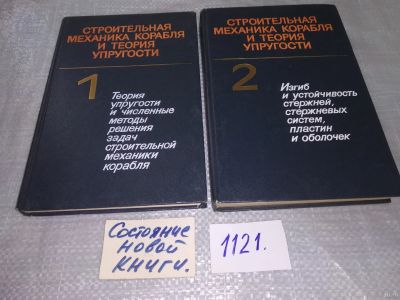 СТРОИТЕЛЬНАЯ
МЕХАНИКА КОРАБЛЯ
И ТЕОРИЯ
УПРУГОСТИ
1
Теория
упругости
и численные
методы
решения
задач
строительной
механики
корабля
СТРОИТЕЛЬНАЯ
МЕХАНИКА КОРАБЛЯ
И ТЕОРИЯ
УПРУГОСТИ
2
Изгиб
и устойчивость
стержней,
стержневых
систем,
пластин
и оболочек
Состояние
новой
книги.
1121.